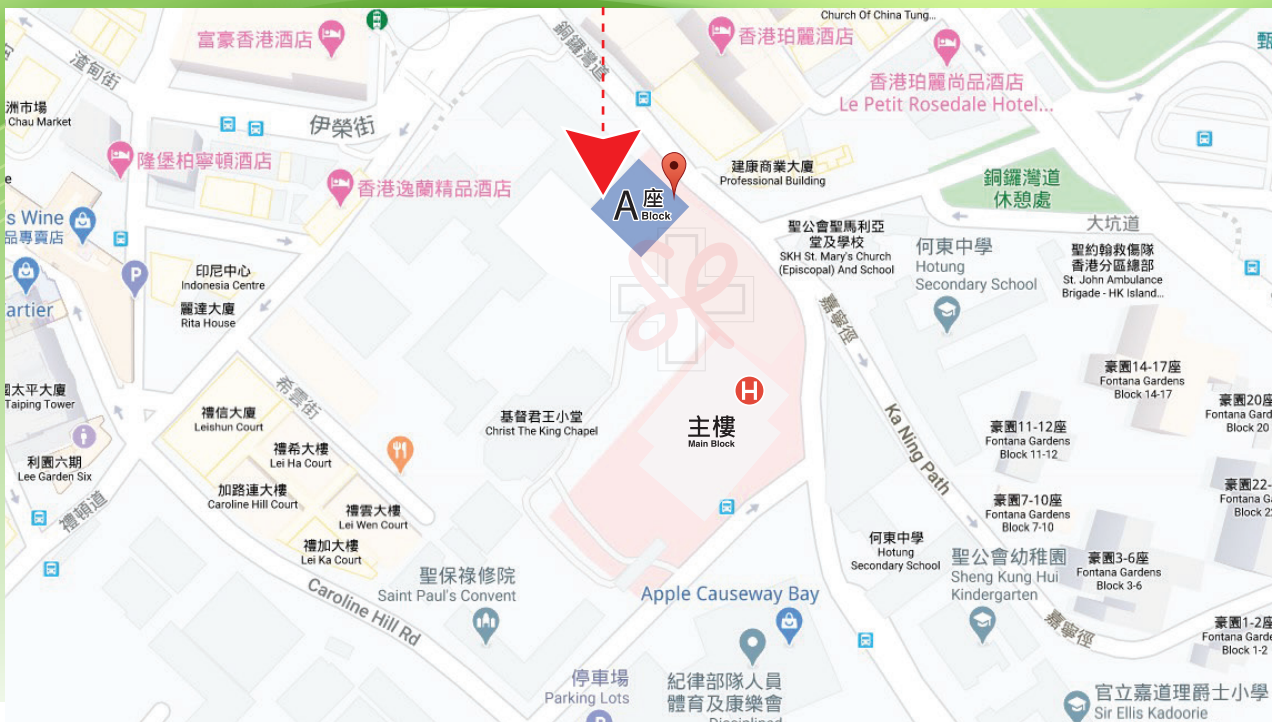 Church Of China Tung...
富豪香港酒店
銅鑼灣道
香港珀麗酒店
渣甸街
香港珀麗尚品酒店
Le Petit Rosedale Hotel...
洲市場
Chau Market
伊榮街
隆堡柏寧頓酒店
香港逸蘭精品酒店
建康商業大廈
Professional Building
銅鑼灣道
休憩處
A座
Block
s Wine
品專賣店
P
聖公會聖馬利亞
堂及學校
SKH St. Mary's Church
(Episcopal) And School
何東中學
Hotung
Secondary School
大坑道
聖約翰救傷隊
香港分區總部
St. John Ambulance
Brigade - HK Island...
印尼中心
Indonesia Centre
artier
麗達大廈
Rita House
嘉寧徑
豪園14-17座
Fontana Gardens
Block 14-17
太平大廈
Taiping Tower
希雲街
禮信大廈
Leishun Court
基督君王小堂
Christ The King Chapel
H
主樓
Main Block
Ka Ning Path
豪園11-12座
Fontana Gardens
Block 11-12
豪園20座
Fontana Gard
Block 20
禮希大樓
Lei Ha Court
利園六期
Lee Garden Six
加路連大樓
Caroline Hill Court
禮雲大樓
Lei Wen Court
禮頓道
豪園7-10座
Fontana Gardens
Block 7-10
豪園22-
Fontana Ga
Block 22
禮加大樓
Lei Ka Court
何東中學
Hotung
Secondary School
聖公會幼稚園
Sheng Kung Hui
Kindergarten
豪園3-6座
Fontana Gardens
Block 3-6
聖保祿修院
Saint Paul's Convent
Caroline Hill Rd
Apple Causeway Bay
嘉寧徑
豪園1-2座
Fontana Garde
Block 1-2
停車場
Parking Lots
紀律部隊人員
體育及康樂會
Disciplined
官立嘉道理爵士小學
Sir Ellis Kadoorie